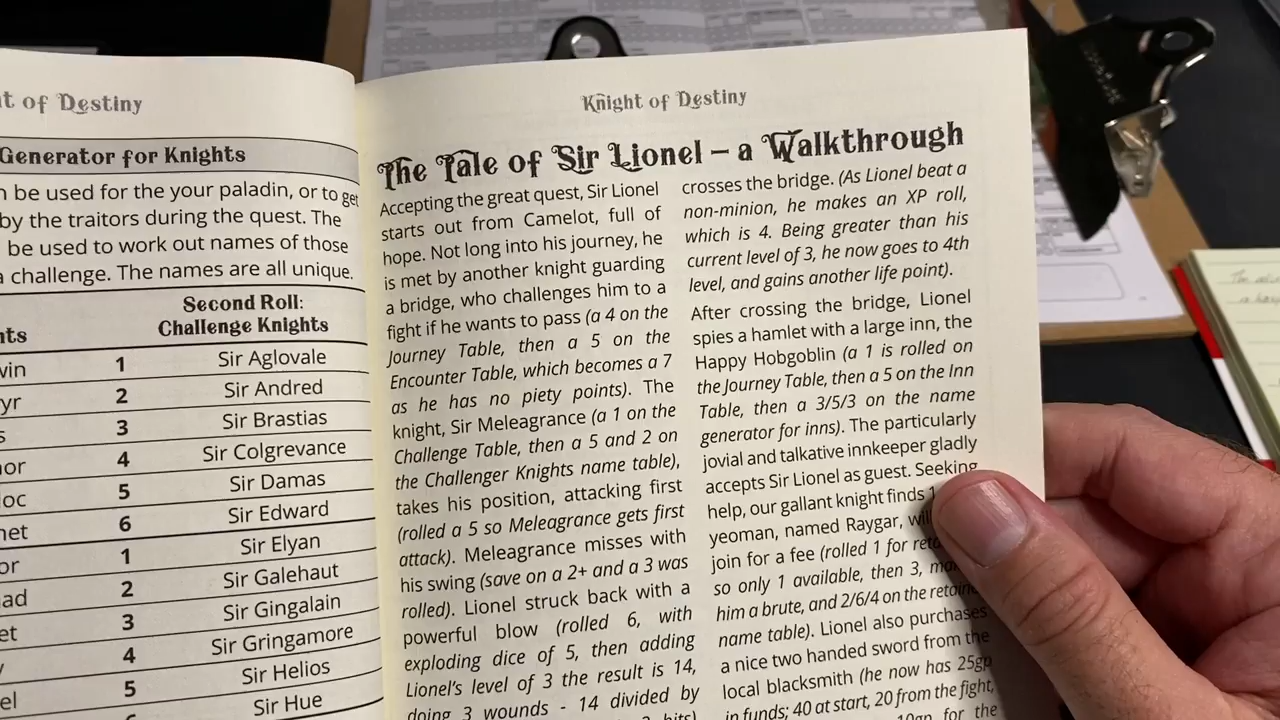 t of Destiny
Generator for Knights
n be used for the your paladin, or to get
by the traitors during the quest. The
be used to work out names of those
a challenge. The names are all unique.
nts
Second Roll:
Challenge Knights
win 1 Sir Aglovale
yr 2 Sir Andred
s 3 Sir Brastias
nor 4 Sir Colgrevance
loc 5 Sir Damas
net 6 Sir Edward
or 1 Sir Elyan
ad 2 Sir Galehaut
et 3 Sir Gingalain
y 4 Sir Gringamore
el 5 Sir Helios
Sir Hue
Knight of Destiny
The Tale of Sir Lionel – a Walkthrough
Accepting the great quest, Sir Lionel
starts out from Camelot, full of
hope. Not long into his journey, he
is met by another knight guarding
a bridge, who challenges him to a
fight if he wants to pass (a 4 on the
Journey Table, then a 5 on the
Encounter Table, which becomes a 7
as he has no piety points). The
knight, Sir Meleagrance (a 1 on the
Challenge Table, then a 5 and 2 on
the Challenger Knights name table),
takes his position, attacking first
(rolled a 5 so Meleagrance gets first
attack). Meleagrance misses with
his swing (save on a 2+ and a 3 was
rolled). Lionel struck back with a
powerful blow (rolled 6, with
exploding dice of 5, then adding
Lionel's level of 3 the result is 14,
doing 3 wounds - 14 divided by
hits)
crosses the bridge. (As Lionel beat a
non-minion, he makes an XP roll,
which is 4. Being greater than his
current level of 3, he now goes to 4th
level, and gains another life point).
After crossing the bridge, Lionel
spies a hamlet with a large inn, the
Happy Hobgoblin (a 1 is rolled on
the Journey Table, then a 5 on the Inn
Table, then a 3/5/3 on the name
generator for inns). The particularly
jovial and talkative innkeeper gladly
accepts Sir Lionel as guest. Seeking
help, our gallant knight finds 1
yeoman, named Raygar,
join for a fee (rolled 1 for
so only 1 available, then 3,
him a brute, and 2/6/4 on the
name table). Lionel also purchases
a nice two handed sword from the
local blacksmith (he now has 25gp
in funds; 40 at start, 20 from the fight,
10gp for the